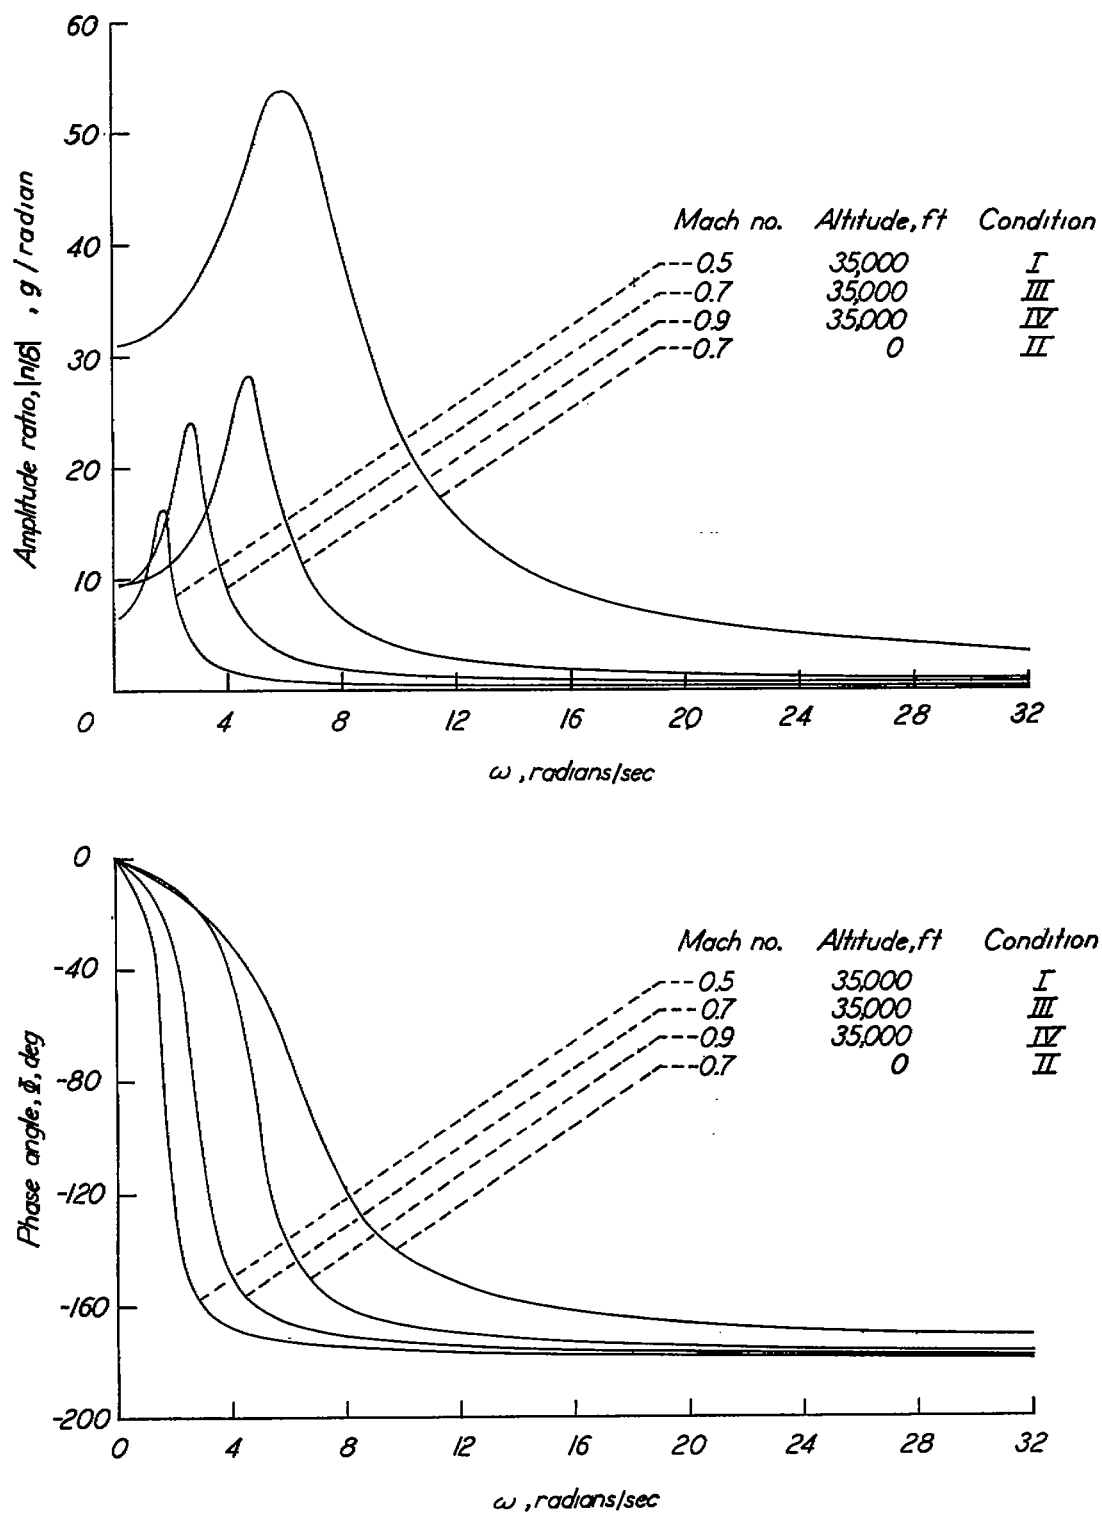 60
50
40
30
20
10
0
Amplitude ratio, |n/δ| , g/radian
Mach no. Altitude, ft Condition
0.5 35,000 I
0.7 35,000 III
0.9 35,000 IV
0.7 0 II
4 8 12 16 20 24 28 32
ω, radians/sec
0
-40
-80
-120
-160
-200
Phase angle, Φ, deg
Mach no. Altitude, ft Condition
0.5 35,000 I
0.7 35,000 III
0.9 35,000 IV
0.7 0 II
0 4 8 12 16 20 24 28 32
ω, radians/sec